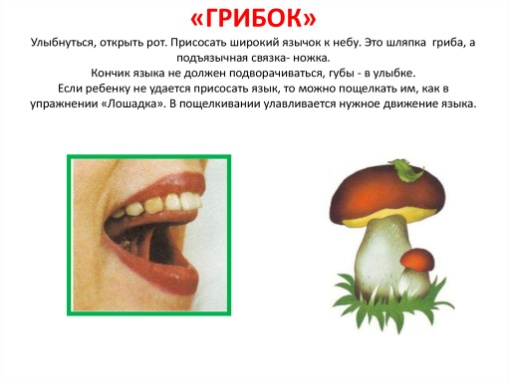 «ГРИБОК»
Улыбнуться, открыть рот. Присосать широкий язычок к небу. Это шляпка гриба, а
подъязычная связка- ножка.
Кончик языка не должен подворачиваться, губы - в улыбке.
Если ребенку не удается присосать язык, то можно пощелкать им, как в
упражнении «Лошадка». В пощелкивании улавливается нужное движение языка.